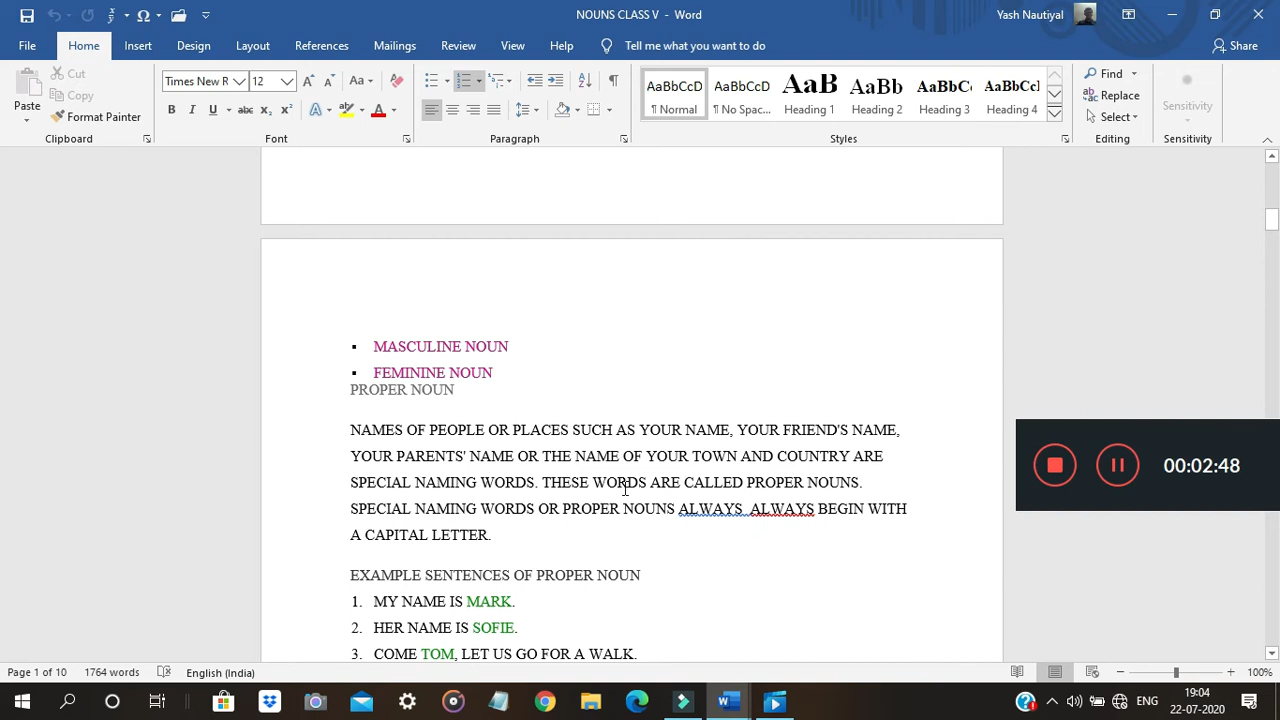 NOUNS CLASS V - Word
Yash Nautiyal
File Home Insert Design Layout References Mailings Review View Help Tell me what you want to do Share
Paste
Cut
Copy
Format Painter
Clipboard
Times New R 12
B I U abc x₂ x²
Aa
A
Font
Paragraph
AaBbCcD AaBbCcD AaB AaBb AaBbCc AaBbCcI
¶ Normal ¶ No Spac... Heading 1 Heading 2 Heading 3 Heading 4
Styles
Find
Replace
Select
Editing
Sensitivity
Sensitivity
▪ MASCULINE NOUN
▪ FEMININE NOUN
PROPER NOUN
NAMES OF PEOPLE OR PLACES SUCH AS YOUR NAME, YOUR FRIEND'S NAME,
YOUR PARENTS' NAME OR THE NAME OF YOUR TOWN AND COUNTRY ARE
SPECIAL NAMING WORDS. THESE WORDS ARE CALLED PROPER NOUNS.
SPECIAL NAMING WORDS OR PROPER NOUNS ALWAYS ALWAYS BEGIN WITH
A CAPITAL LETTER.
EXAMPLE SENTENCES OF PROPER NOUN
1. MY NAME IS MARK.
2. HER NAME IS SOFIE.
3. COME TOM, LET US GO FOR A WALK.
00:02:48
Page 1 of 10 1764 words English (India) 100%
ENG
19:04
22-07-2020